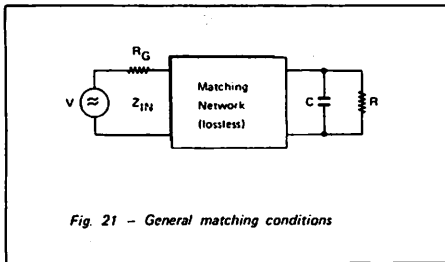 R_G
Matching
Network
(lossless)
V
Z_IN
C
R
Fig. 21 – General matching conditions